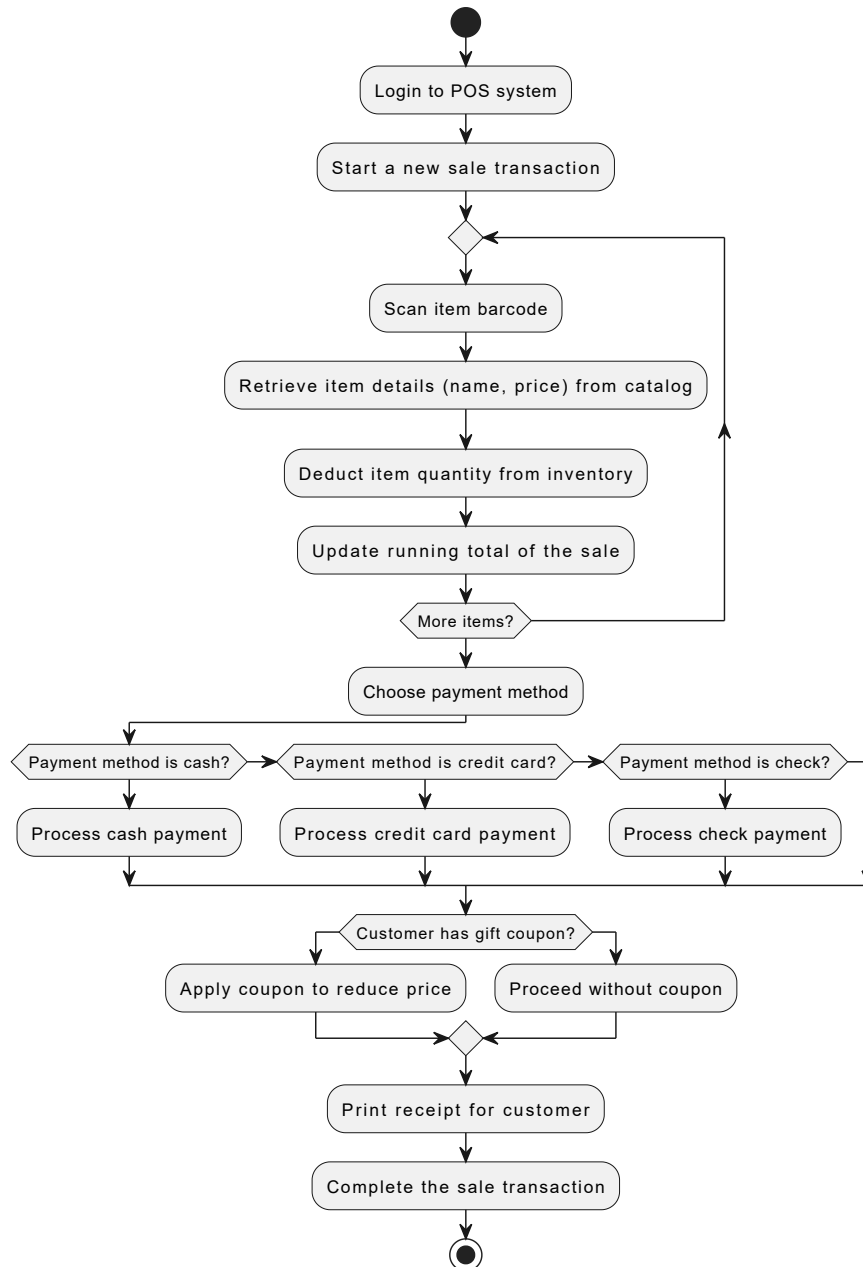 Login to POS system
Start a new sale transaction
Scan item barcode
Retrieve item details (name, price) from catalog
Deduct item quantity from inventory
Update running total of the sale
More items?
Choose payment method
Payment method is cash?
Payment method is credit card?
Payment method is check?
Process cash payment
Process credit card payment
Process check payment
Customer has gift coupon?
Apply coupon to reduce price
Proceed without coupon
Print receipt for customer
Complete the sale transaction